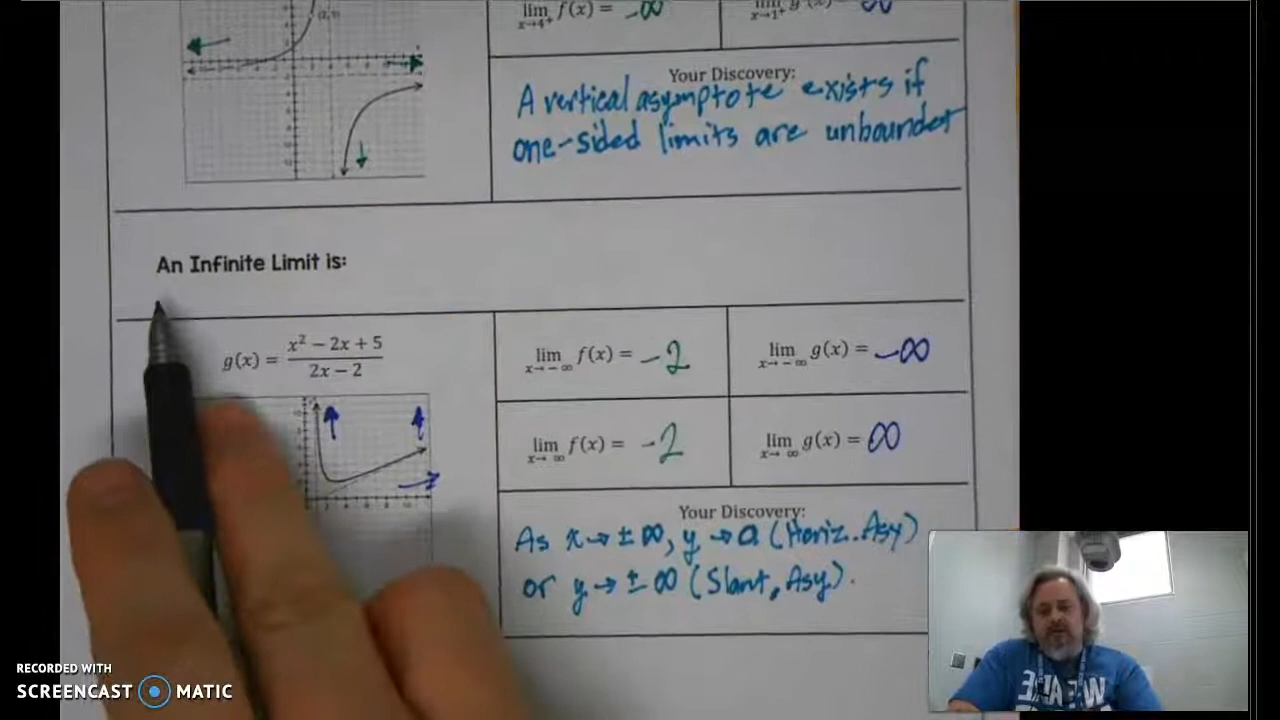 lim f(x) = -∞
x→4⁺
lim g(x) = ∞
x→1⁺
Your Discovery:
A vertical asymptote exists if
one-sided limits are unbounded
An Infinite Limit is:
g(x) = x² − 2x + 5
2x − 2
lim f(x) = -2
x→ -∞
lim g(x) = -∞
x→ -∞
lim f(x) = -2
x→ ∞
lim g(x) = ∞
x→ ∞
Your Discovery:
As x→ ±∞, y→a (Horiz. Asy)
or y→ ±∞ (Slant, Asy).
RECORDED WITH
SCREENCAST MATIC